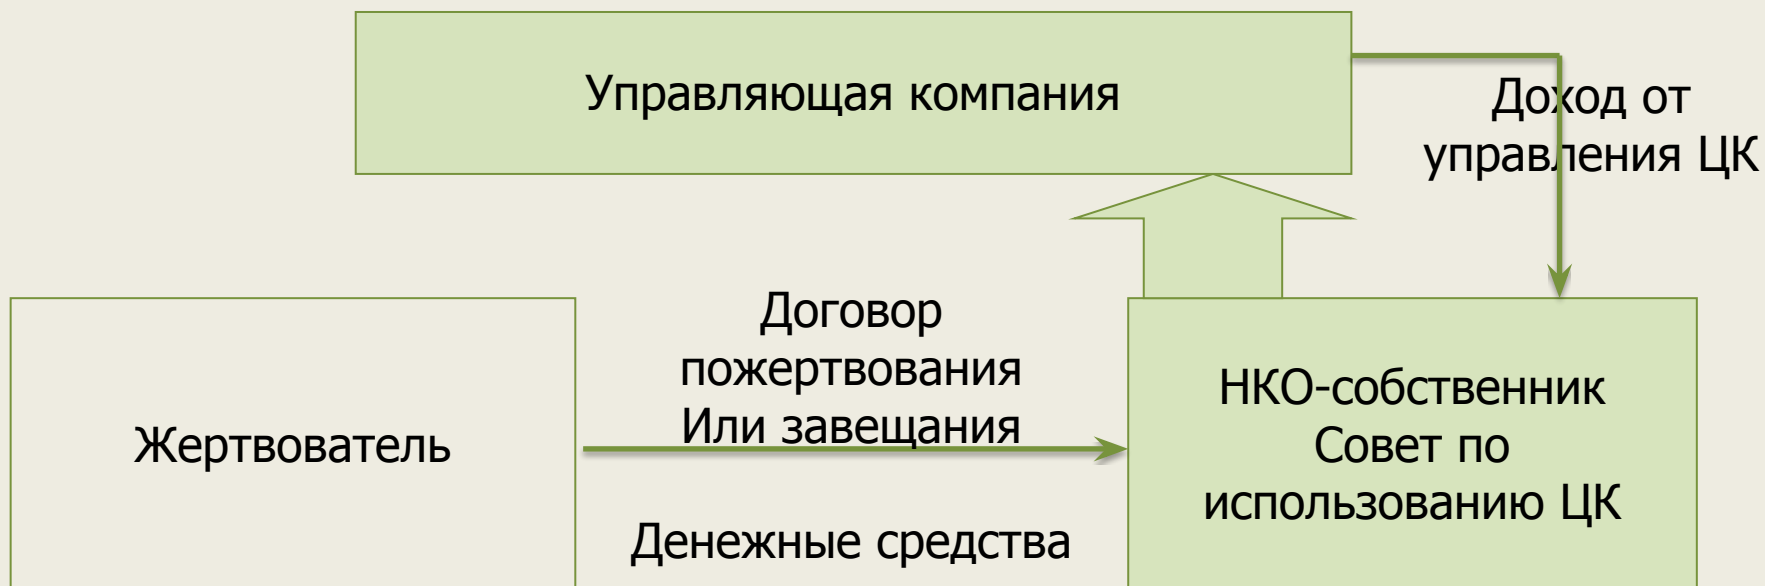 Управляющая компания
Доход от
управления ЦК
Договор
пожертвования
Или завещания
Жертвователь
НКО-собственник
Совет по
использованию ЦК
Денежные средства